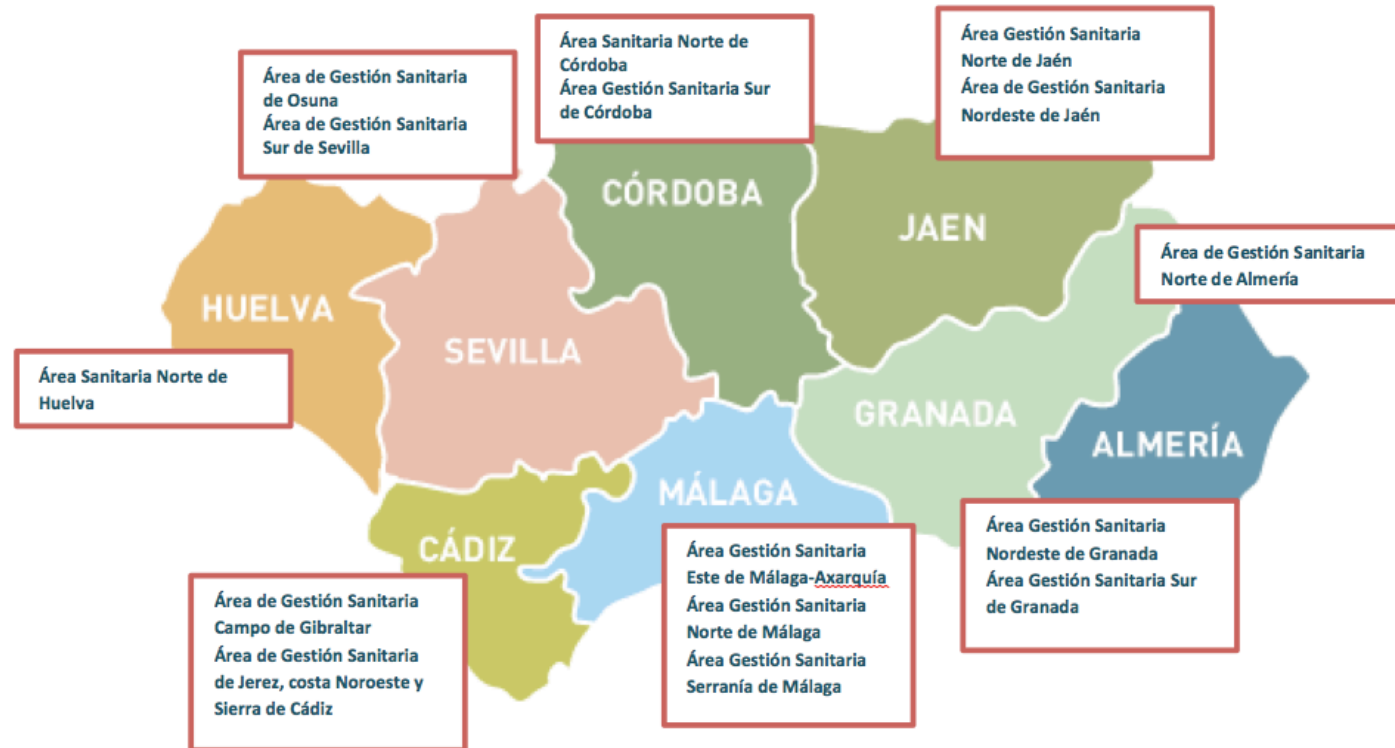 Área Sanitaria Norte de
Córdoba
Área Gestión Sanitaria Sur
de Córdoba
Área Gestión Sanitaria
Norte de Jaén
Área de Gestión Sanitaria
Nordeste de Jaén
Área de Gestión Sanitaria
de Osuna
Área de Gestión Sanitaria
Sur de Sevilla
CÓRDOBA
JAEN
Área de Gestión Sanitaria
Norte de Almería
HUELVA
SEVILLA
Área Sanitaria Norte de
Huelva
GRANADA
ALMERÍA
MÁLAGA
CÁDIZ
Área Gestión Sanitaria
Nordeste de Granada
Área Gestión Sanitaria Sur
de Granada
Área Gestión Sanitaria
Este de Málaga-Axarquía
Área Gestión Sanitaria
Norte de Málaga
Área Gestión Sanitaria
Serranía de Málaga
Área de Gestión Sanitaria
Campo de Gibraltar
Área de Gestión Sanitaria
de Jerez, costa Noroeste y
Sierra de Cádiz